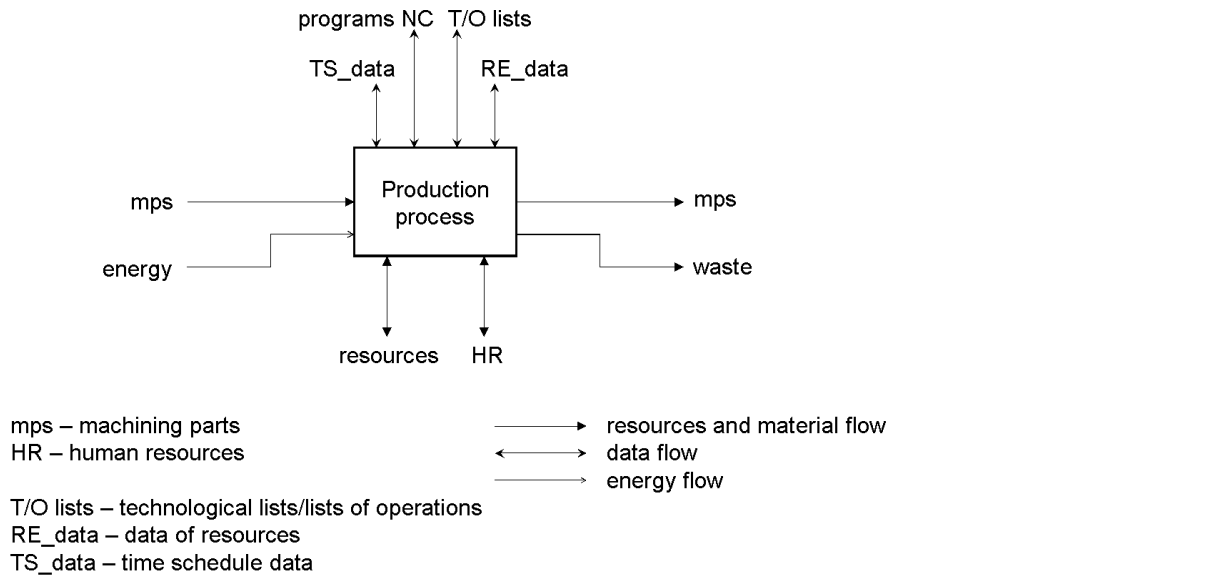 programs NC T/O lists
TS_data RE_data
Production
process
mps
mps
energy
waste
resources HR
mps – machining parts
HR – human resources
resources and material flow
data flow
energy flow
T/O lists – technological lists/lists of operations
RE_data – data of resources
TS_data – time schedule data